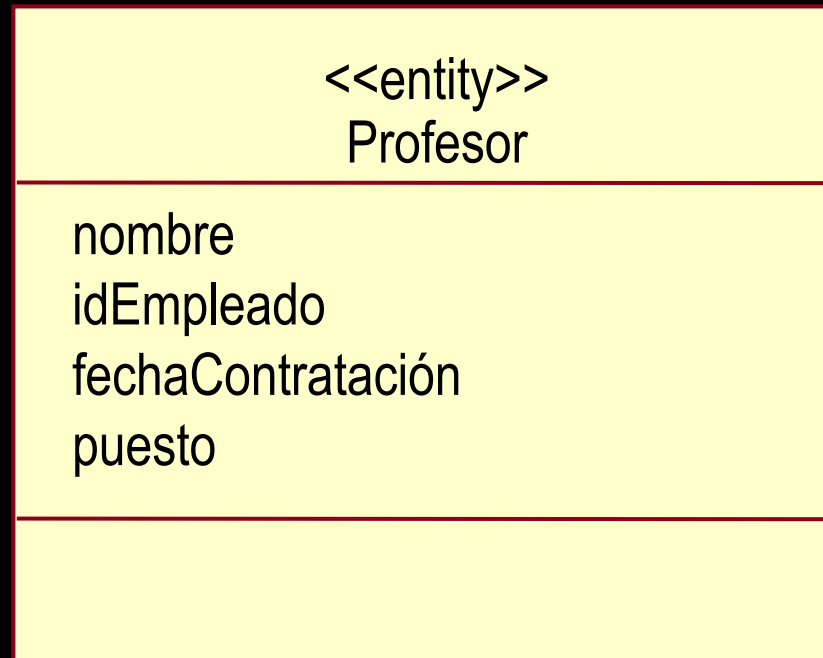 <<entity>>
Profesor
nombre
idEmpleado
fechaContratación
puesto